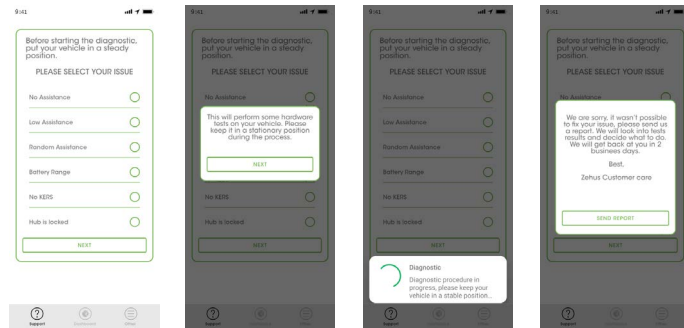 9:41
Before starting the diagnostic,
put your vehicle in a steady
position.
PLEASE SELECT YOUR ISSUE
No Assistance
Low Assistance
Random Assistance
Battery Range
No KERS
Hub is locked
NEXT
Support
9:41
Before starting the diagnostic,
put your vehicle in a steady
position.
PLEASE SELECT YOUR ISSUE
No Assistance
This will perform some hardware
tests on your vehicle. Please
keep it in a stationary position
during the process.
NEXT
No KERS
Hub is locked
NEXT
Support
9:41
Before starting the diagnostic,
put your vehicle in a steady
position.
PLEASE SELECT YOUR ISSUE
No Assistance
Low Assistance
Random Assistance
Battery Range
No KERS
Hub is locked
NEXT
Diagnostic
Diagnostic procedure in
progress, please keep your
vehicle in a stable position...
Support
9:41
Before starting the diagnostic,
put your vehicle in a steady
position.
PLEASE SELECT YOUR ISSUE
No Assistance
We are sorry, it wasn't possible
to fix your issue, please send us
a report. We will look into tests
results and decide what to do.
We will get back at you in 2
businees days.
Best,
Zehus Customer care
SEND REPORT
NEXT
Support